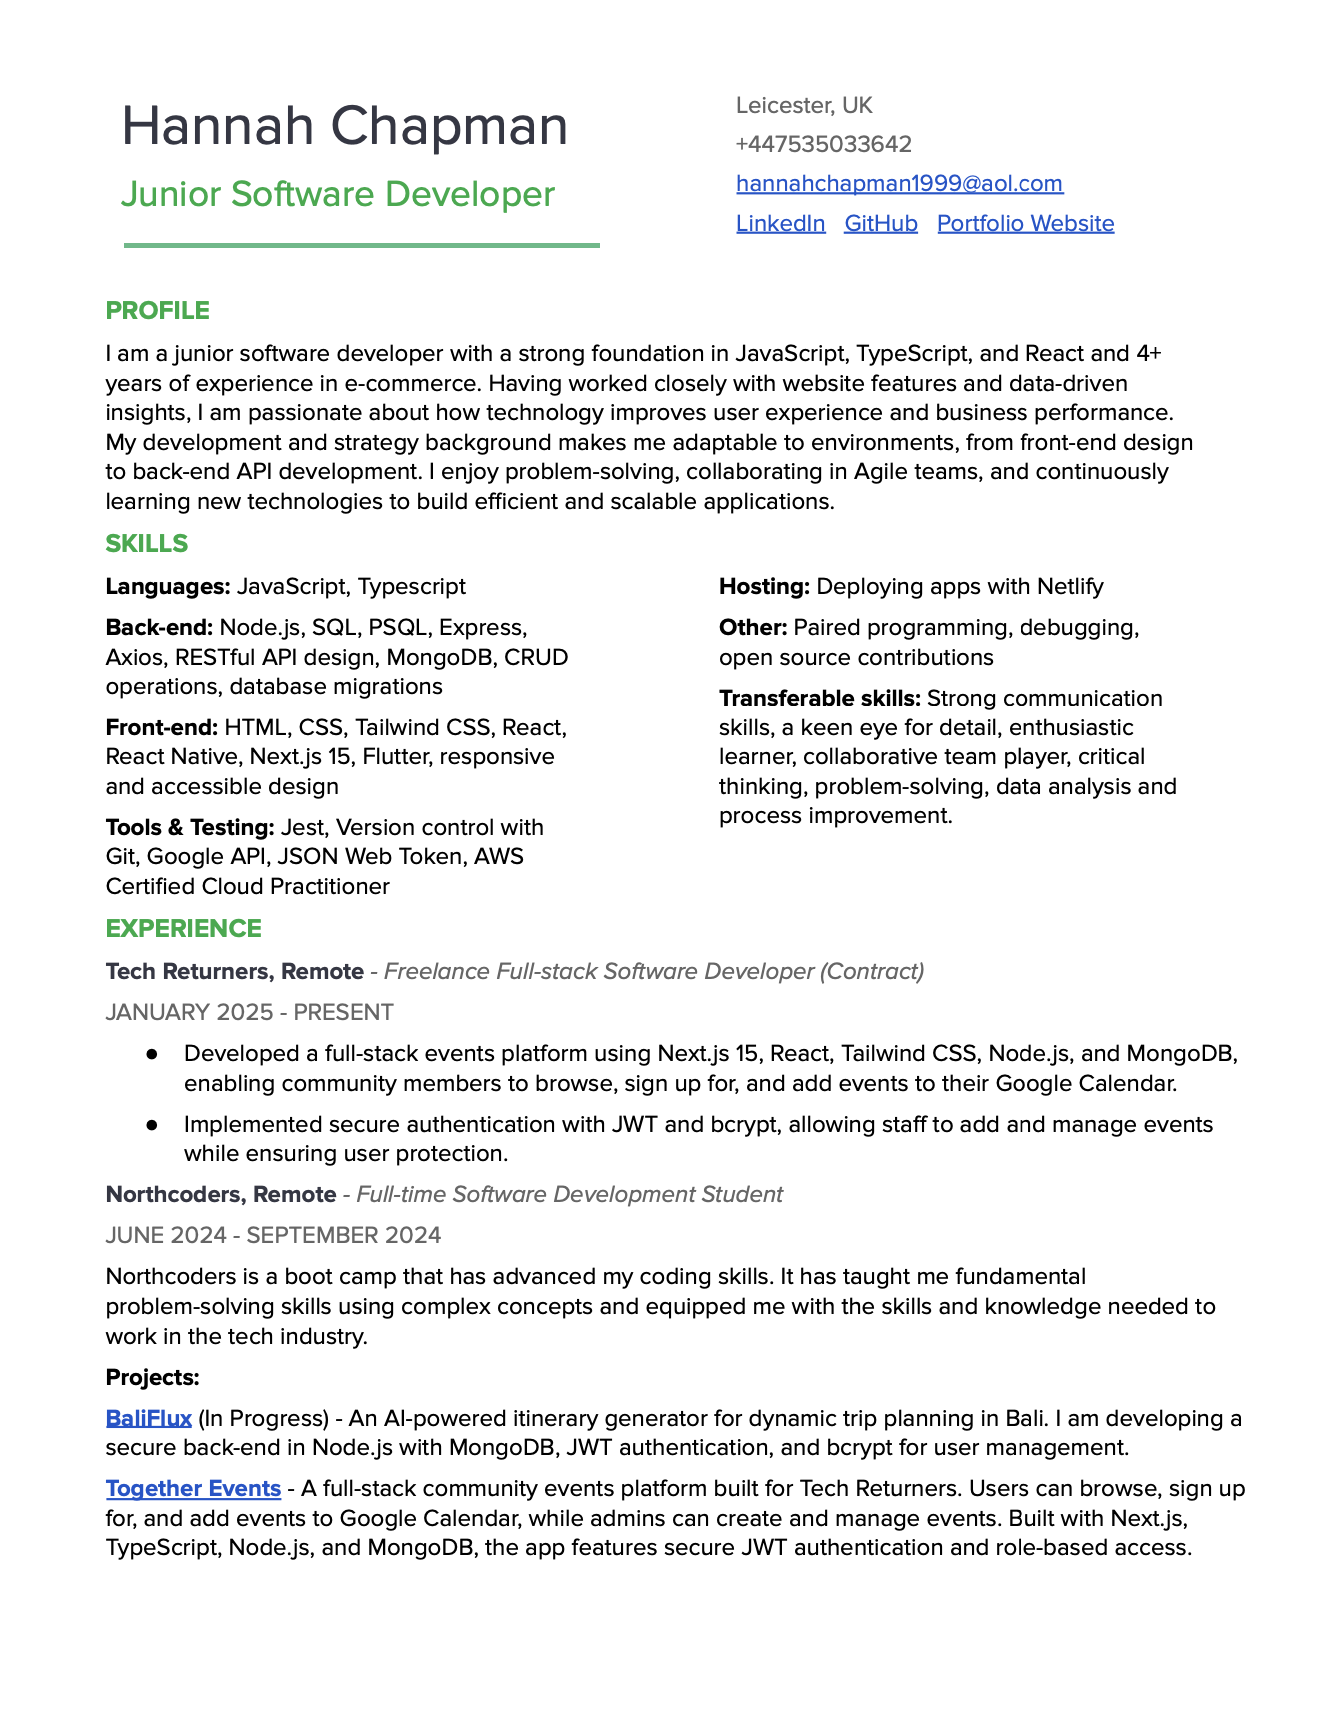 Hannah Chapman
Junior Software Developer
Leicester, UK
+447535033642
hannahchapman1999@aol.com
LinkedIn GitHub Portfolio Website
PROFILE
I am a junior software developer with a strong foundation in JavaScript, TypeScript, and React and 4+
years of experience in e-commerce. Having worked closely with website features and data-driven
insights, I am passionate about how technology improves user experience and business performance.
My development and strategy background makes me adaptable to environments, from front-end design
to back-end API development. I enjoy problem-solving, collaborating in Agile teams, and continuously
learning new technologies to build efficient and scalable applications.
SKILLS
Languages: JavaScript, Typescript
Back-end: Node.js, SQL, PSQL, Express,
Axios, RESTful API design, MongoDB, CRUD
operations, database migrations
Front-end: HTML, CSS, Tailwind CSS, React,
React Native, Next.js 15, Flutter, responsive
and accessible design
Tools & Testing: Jest, Version control with
Git, Google API, JSON Web Token, AWS
Certified Cloud Practitioner
Hosting: Deploying apps with Netlify
Other: Paired programming, debugging,
open source contributions
Transferable skills: Strong communication
skills, a keen eye for detail, enthusiastic
learner, collaborative team player, critical
thinking, problem-solving, data analysis and
process improvement.
EXPERIENCE
Tech Returners, Remote - Freelance Full-stack Software Developer (Contract)
JANUARY 2025 - PRESENT
● Developed a full-stack events platform using Next.js 15, React, Tailwind CSS, Node.js, and MongoDB,
enabling community members to browse, sign up for, and add events to their Google Calendar.
● Implemented secure authentication with JWT and bcrypt, allowing staff to add and manage events
while ensuring user protection.
Northcoders, Remote - Full-time Software Development Student
JUNE 2024 - SEPTEMBER 2024
Northcoders is a boot camp that has advanced my coding skills. It has taught me fundamental
problem-solving skills using complex concepts and equipped me with the skills and knowledge needed to
work in the tech industry.
Projects:
BaliFlux (In Progress) - An AI-powered itinerary generator for dynamic trip planning in Bali. I am developing a
secure back-end in Node.js with MongoDB, JWT authentication, and bcrypt for user management.
Together Events - A full-stack community events platform built for Tech Returners. Users can browse, sign up
for, and add events to Google Calendar, while admins can create and manage events. Built with Next.js,
TypeScript, Node.js, and MongoDB, the app features secure JWT authentication and role-based access.